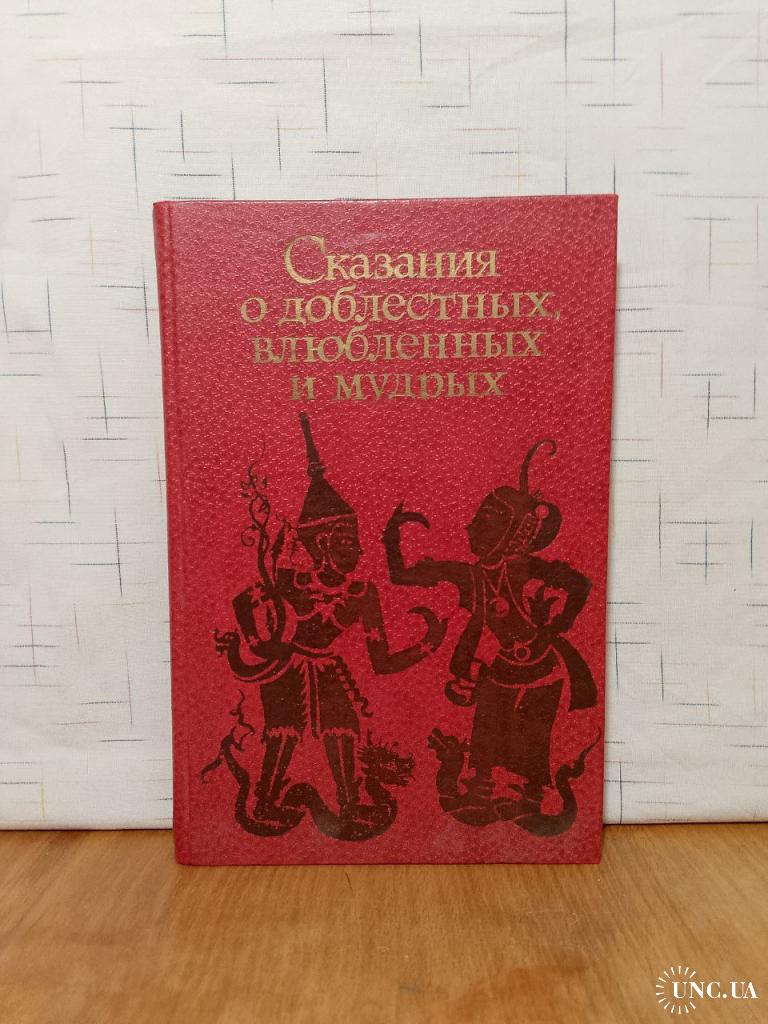 Сказания
о доблестных,
влюбленных
и мудрых
UNC.UA